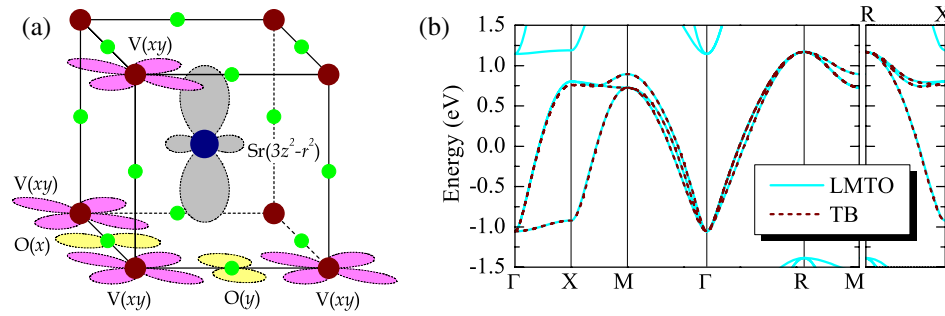 (a)
V(xy)
Sr(3z²-r²)
V(xy)
O(x)
V(xy)
O(y)
V(xy)
(b)
R
X
1.5
1.0
0.5
0.0
-0.5
-1.0
-1.5
Energy (eV)
LMTO
TB
Γ
X
M
Γ
R
M
R
X